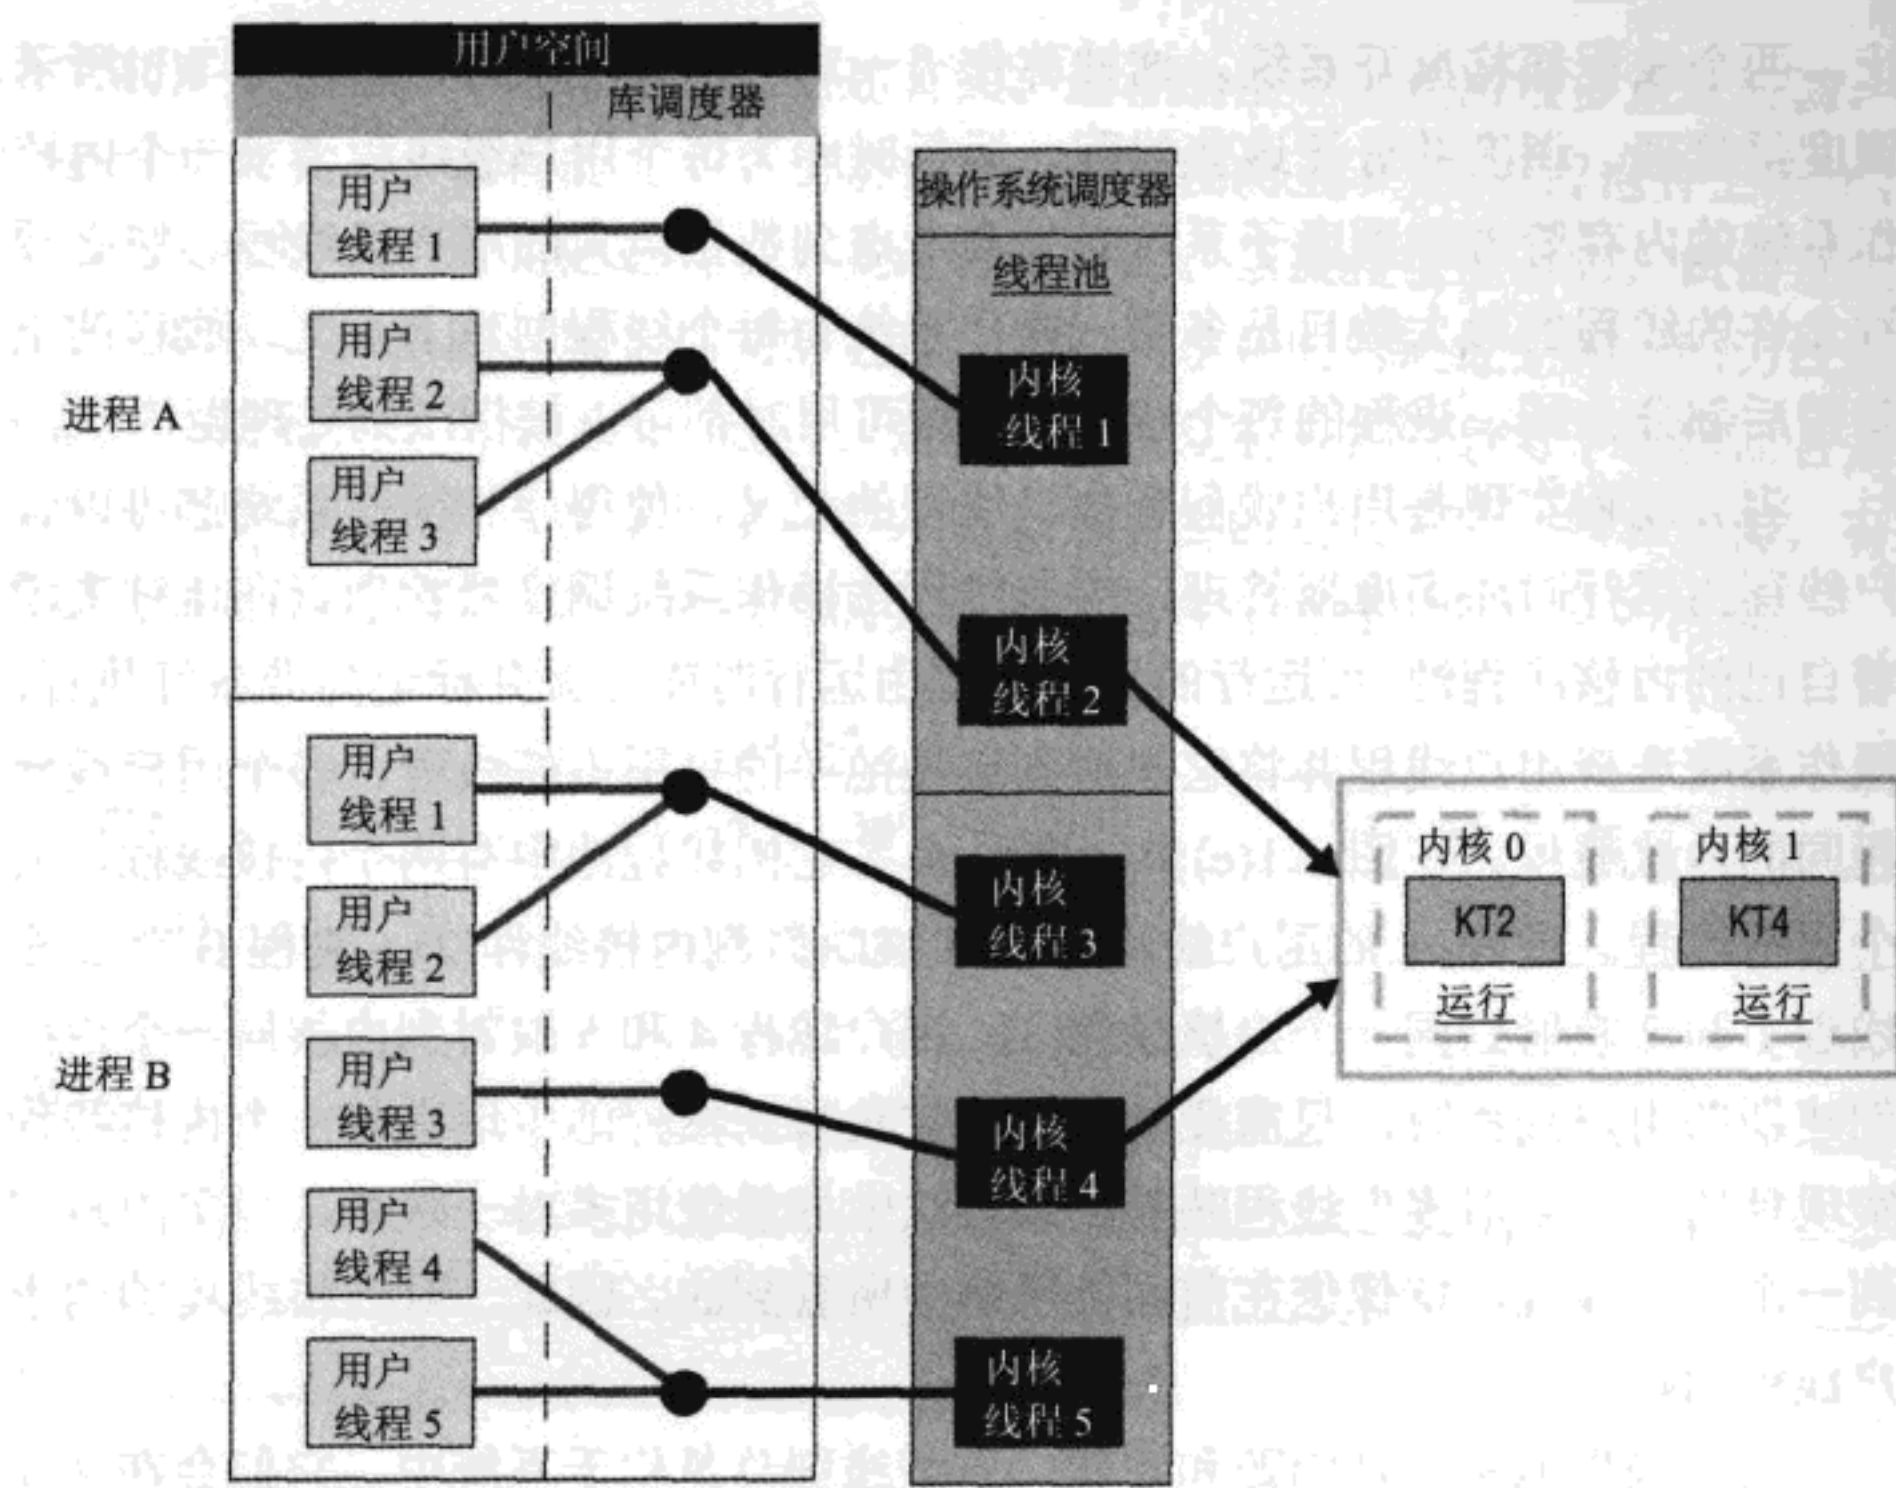 用户空间
库调度器
操作系统调度器
线程池
进程 A
用户
线程 1
用户
线程 2
用户
线程 3
内核
线程 1
内核
线程 2
进程 B
用户
线程 1
用户
线程 2
用户
线程 3
用户
线程 4
用户
线程 5
内核
线程 3
内核
线程 4
内核
线程 5
内核 0
KT2
运行
内核 1
KT4
运行